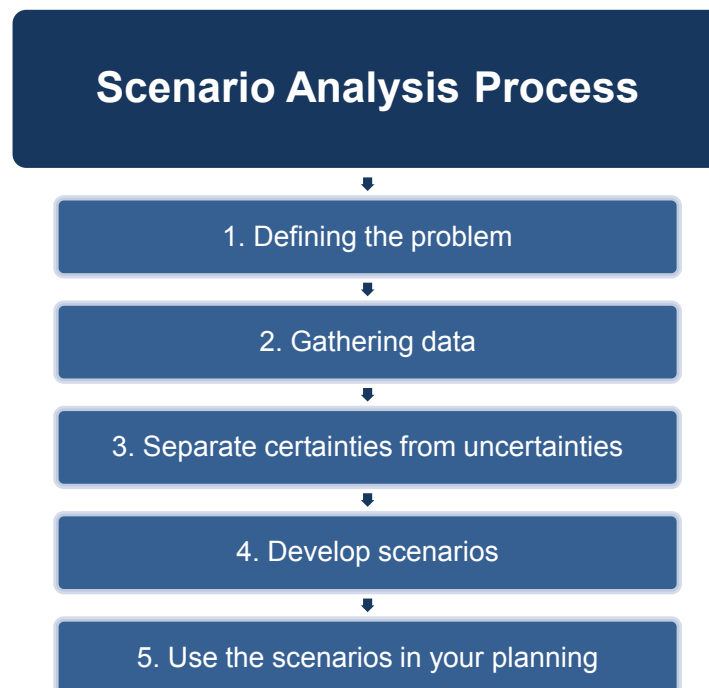 Scenario Analysis Process
1. Defining the problem
2. Gathering data
3. Separate certainties from uncertainties
4. Develop scenarios
5. Use the scenarios in your planning